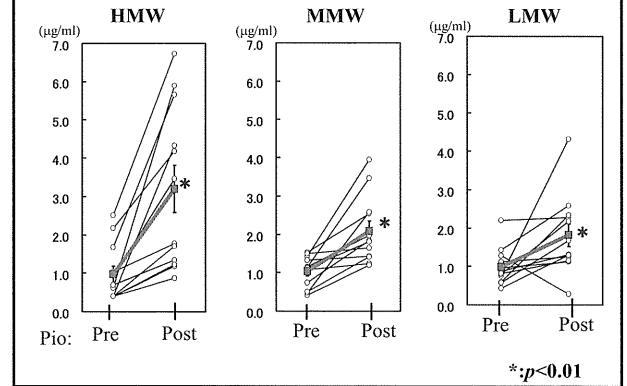 HMW MMW LMW
(μg/ml) (μg/ml) (μg/ml)
7.0 7.0 7.0
6.0 6.0 6.0
5.0 5.0 5.0
4.0 4.0 4.0
3.0 3.0 3.0
* * *
2.0 2.0 2.0
1.0 1.0 1.0
0.0 0.0 0.0
Pio: Pre Post Pre Post Pre Post
*:p<0.01